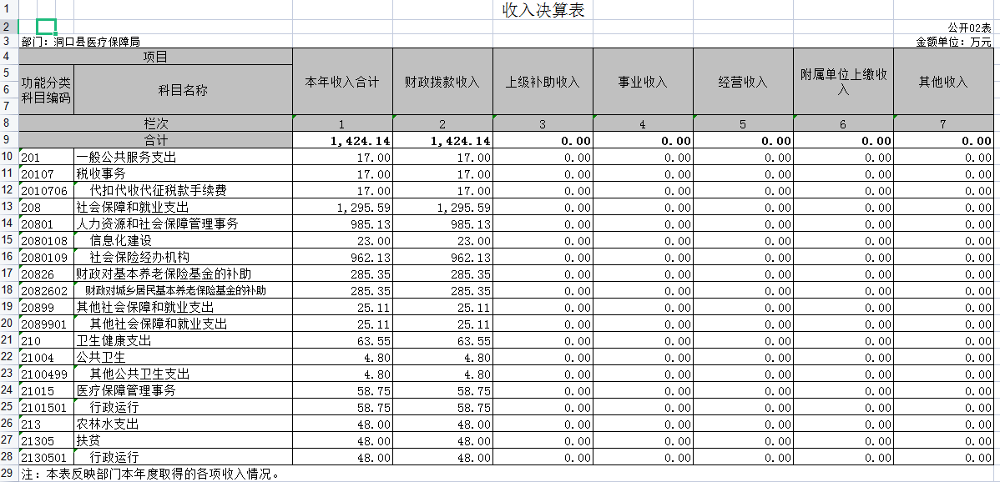 收入决算表
公开02表
部门：洞口县医疗保障局 金额单位：万元
项目 本年收入合计 财政拨款收入 上级补助收入 事业收入 经营收入 附属单位上缴收入 其他收入
功能分类科目编码 科目名称
栏次 1 2 3 4 5 6 7
合计 1,424.14 1,424.14 0.00 0.00 0.00 0.00 0.00
201 一般公共服务支出 17.00 17.00 0.00 0.00 0.00 0.00 0.00
20107 税收事务 17.00 17.00 0.00 0.00 0.00 0.00 0.00
2010706 代扣代收代征税款手续费 17.00 17.00 0.00 0.00 0.00 0.00 0.00
208 社会保障和就业支出 1,295.59 1,295.59 0.00 0.00 0.00 0.00 0.00
20801 人力资源和社会保障管理事务 985.13 985.13 0.00 0.00 0.00 0.00 0.00
2080108 信息化建设 23.00 23.00 0.00 0.00 0.00 0.00 0.00
2080109 社会保险经办机构 962.13 962.13 0.00 0.00 0.00 0.00 0.00
20826 财政对基本养老保险基金的补助 285.35 285.35 0.00 0.00 0.00 0.00 0.00
2082602 财政对城乡居民基本养老保险基金的补助 285.35 285.35 0.00 0.00 0.00 0.00 0.00
20899 其他社会保障和就业支出 25.11 25.11 0.00 0.00 0.00 0.00 0.00
2089901 其他社会保障和就业支出 25.11 25.11 0.00 0.00 0.00 0.00 0.00
210 卫生健康支出 63.55 63.55 0.00 0.00 0.00 0.00 0.00
21004 公共卫生 4.80 4.80 0.00 0.00 0.00 0.00 0.00
2100499 其他公共卫生支出 4.80 4.80 0.00 0.00 0.00 0.00 0.00
21015 医疗保障管理事务 58.75 58.75 0.00 0.00 0.00 0.00 0.00
2101501 行政运行 58.75 58.75 0.00 0.00 0.00 0.00 0.00
213 农林水支出 48.00 48.00 0.00 0.00 0.00 0.00 0.00
21305 扶贫 48.00 48.00 0.00 0.00 0.00 0.00 0.00
2130501 行政运行 48.00 48.00 0.00 0.00 0.00 0.00 0.00
注：本表反映部门本年度取得的各项收入情况。